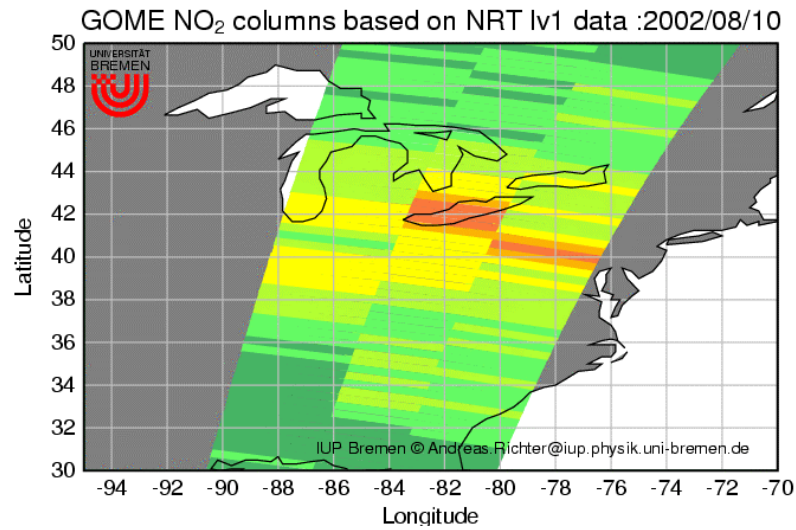 GOME NO₂ columns based on NRT lv1 data :2002/08/10
50
UNIVERSITÄT
BREMEN
48
46
44
42
40
38
36
34
32
30
Latitude
IUP Bremen © Andreas.Richter@iup.physik.uni-bremen.de
-94 -92 -90 -88 -86 -85 -82 -80 -78 -76 -74 -72 -70
Longitude